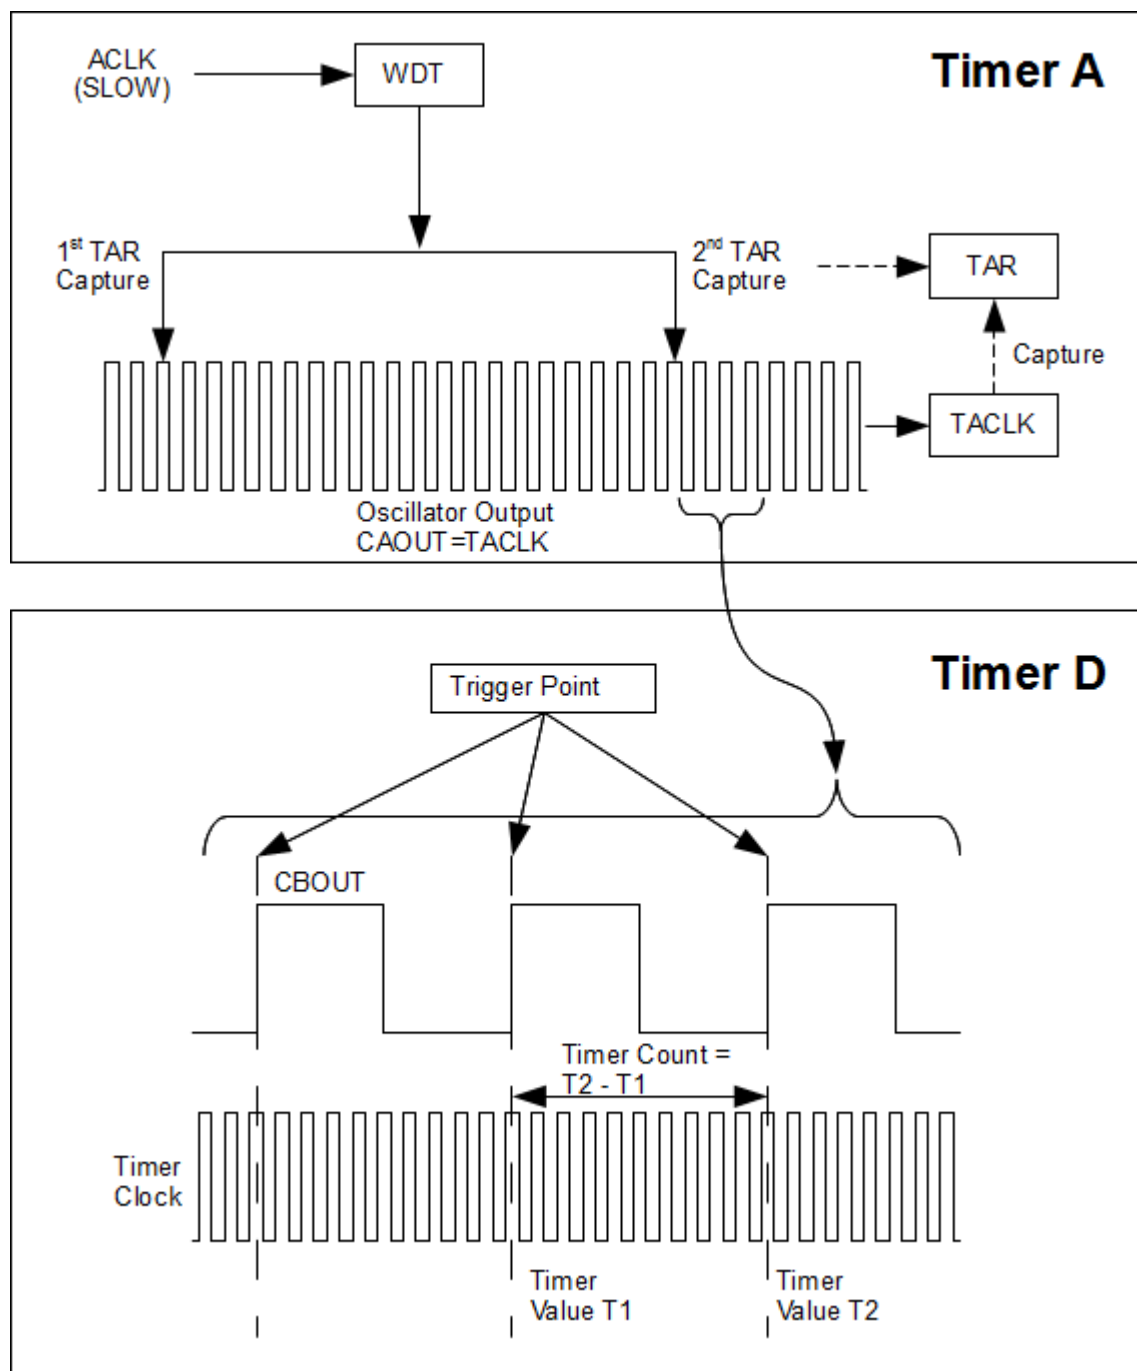 Timer A
ACLK
(SLOW)
WDT
1st TAR
Capture
2nd TAR
Capture
TAR
Capture
TACLK
Oscillator Output
CAOUT=TACLK
Timer D
Trigger Point
CBOUT
Timer Count =
T2 - T1
Timer
Clock
Timer
Value T1
Timer
Value T2